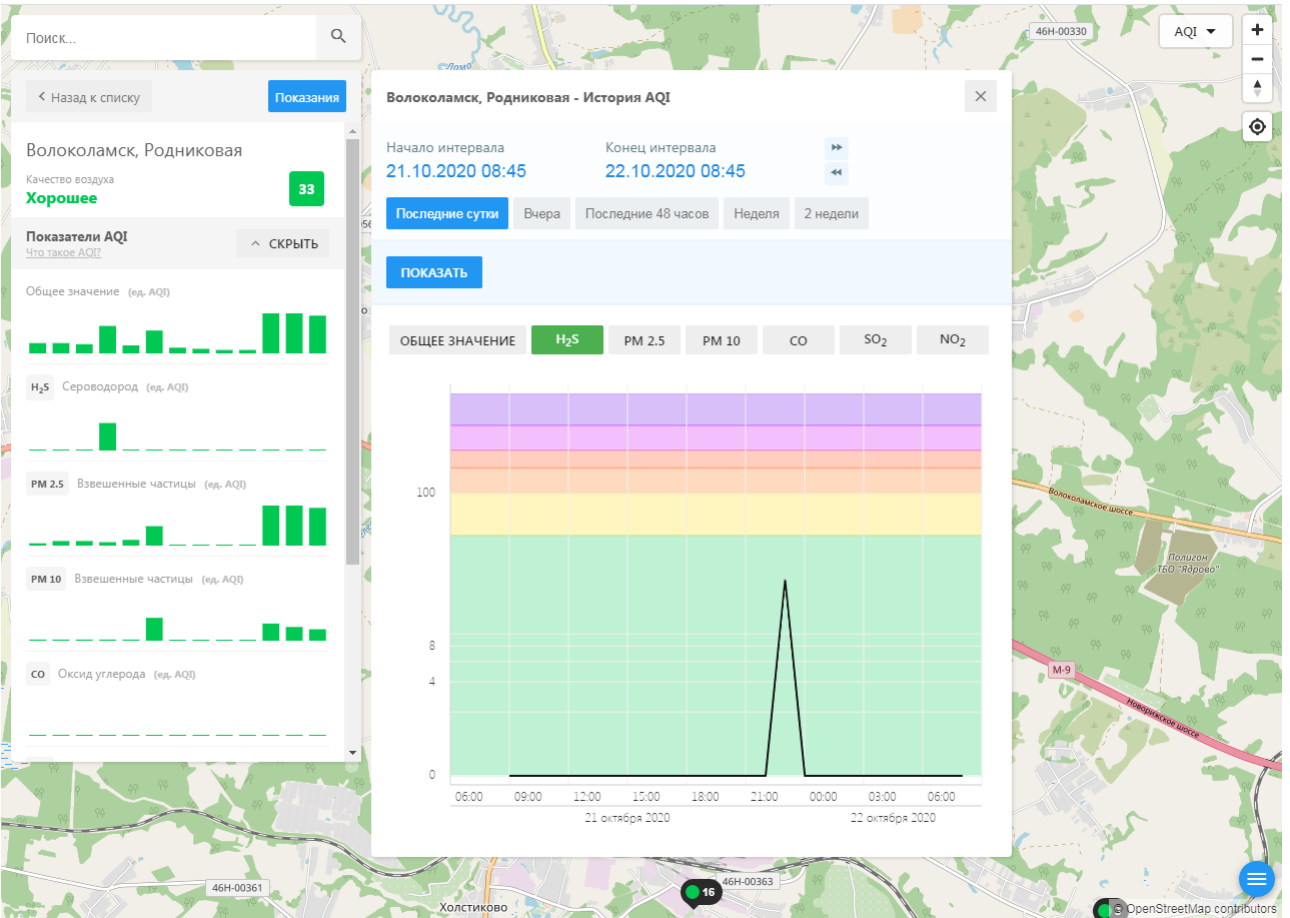 Поиск...
46Н-00330
AQI
Ламо
Назад к списку
Показания
Волоколамск, Родниковая - История AQI
Волоколамск, Родниковая
Качество воздуха
Хорошее
33
Начало интервала
Конец интервала
21.10.2020 08:45
22.10.2020 08:45
Последние сутки
Вчера
Последние 48 часов
Неделя
2 недели
Показатели AQI
Что такое AQI?
СКРЫТЬ
ПОКАЗАТЬ
Общее значение (ед. AQI)
ОБЩЕЕ ЗНАЧЕНИЕ
H2S
PM 2.5
PM 10
CO
SO2
NO2
H2S Сероводород (ед. AQI)
PM 2.5 Взвешенные частицы (ед. AQI)
PM 10 Взвешенные частицы (ед. AQI)
CO Оксид углерода (ед. AQI)
100
8
4
0
06:00
09:00
12:00
15:00
18:00
21:00
00:00
03:00
06:00
21 октября 2020
22 октября 2020
Волоколамское шоссе
Полигон
ТБО "Ядрово"
М-9
Новорижское шоссе
46Н-00361
46Н-00363
16
Холстиково
© OpenStreetMap contributors